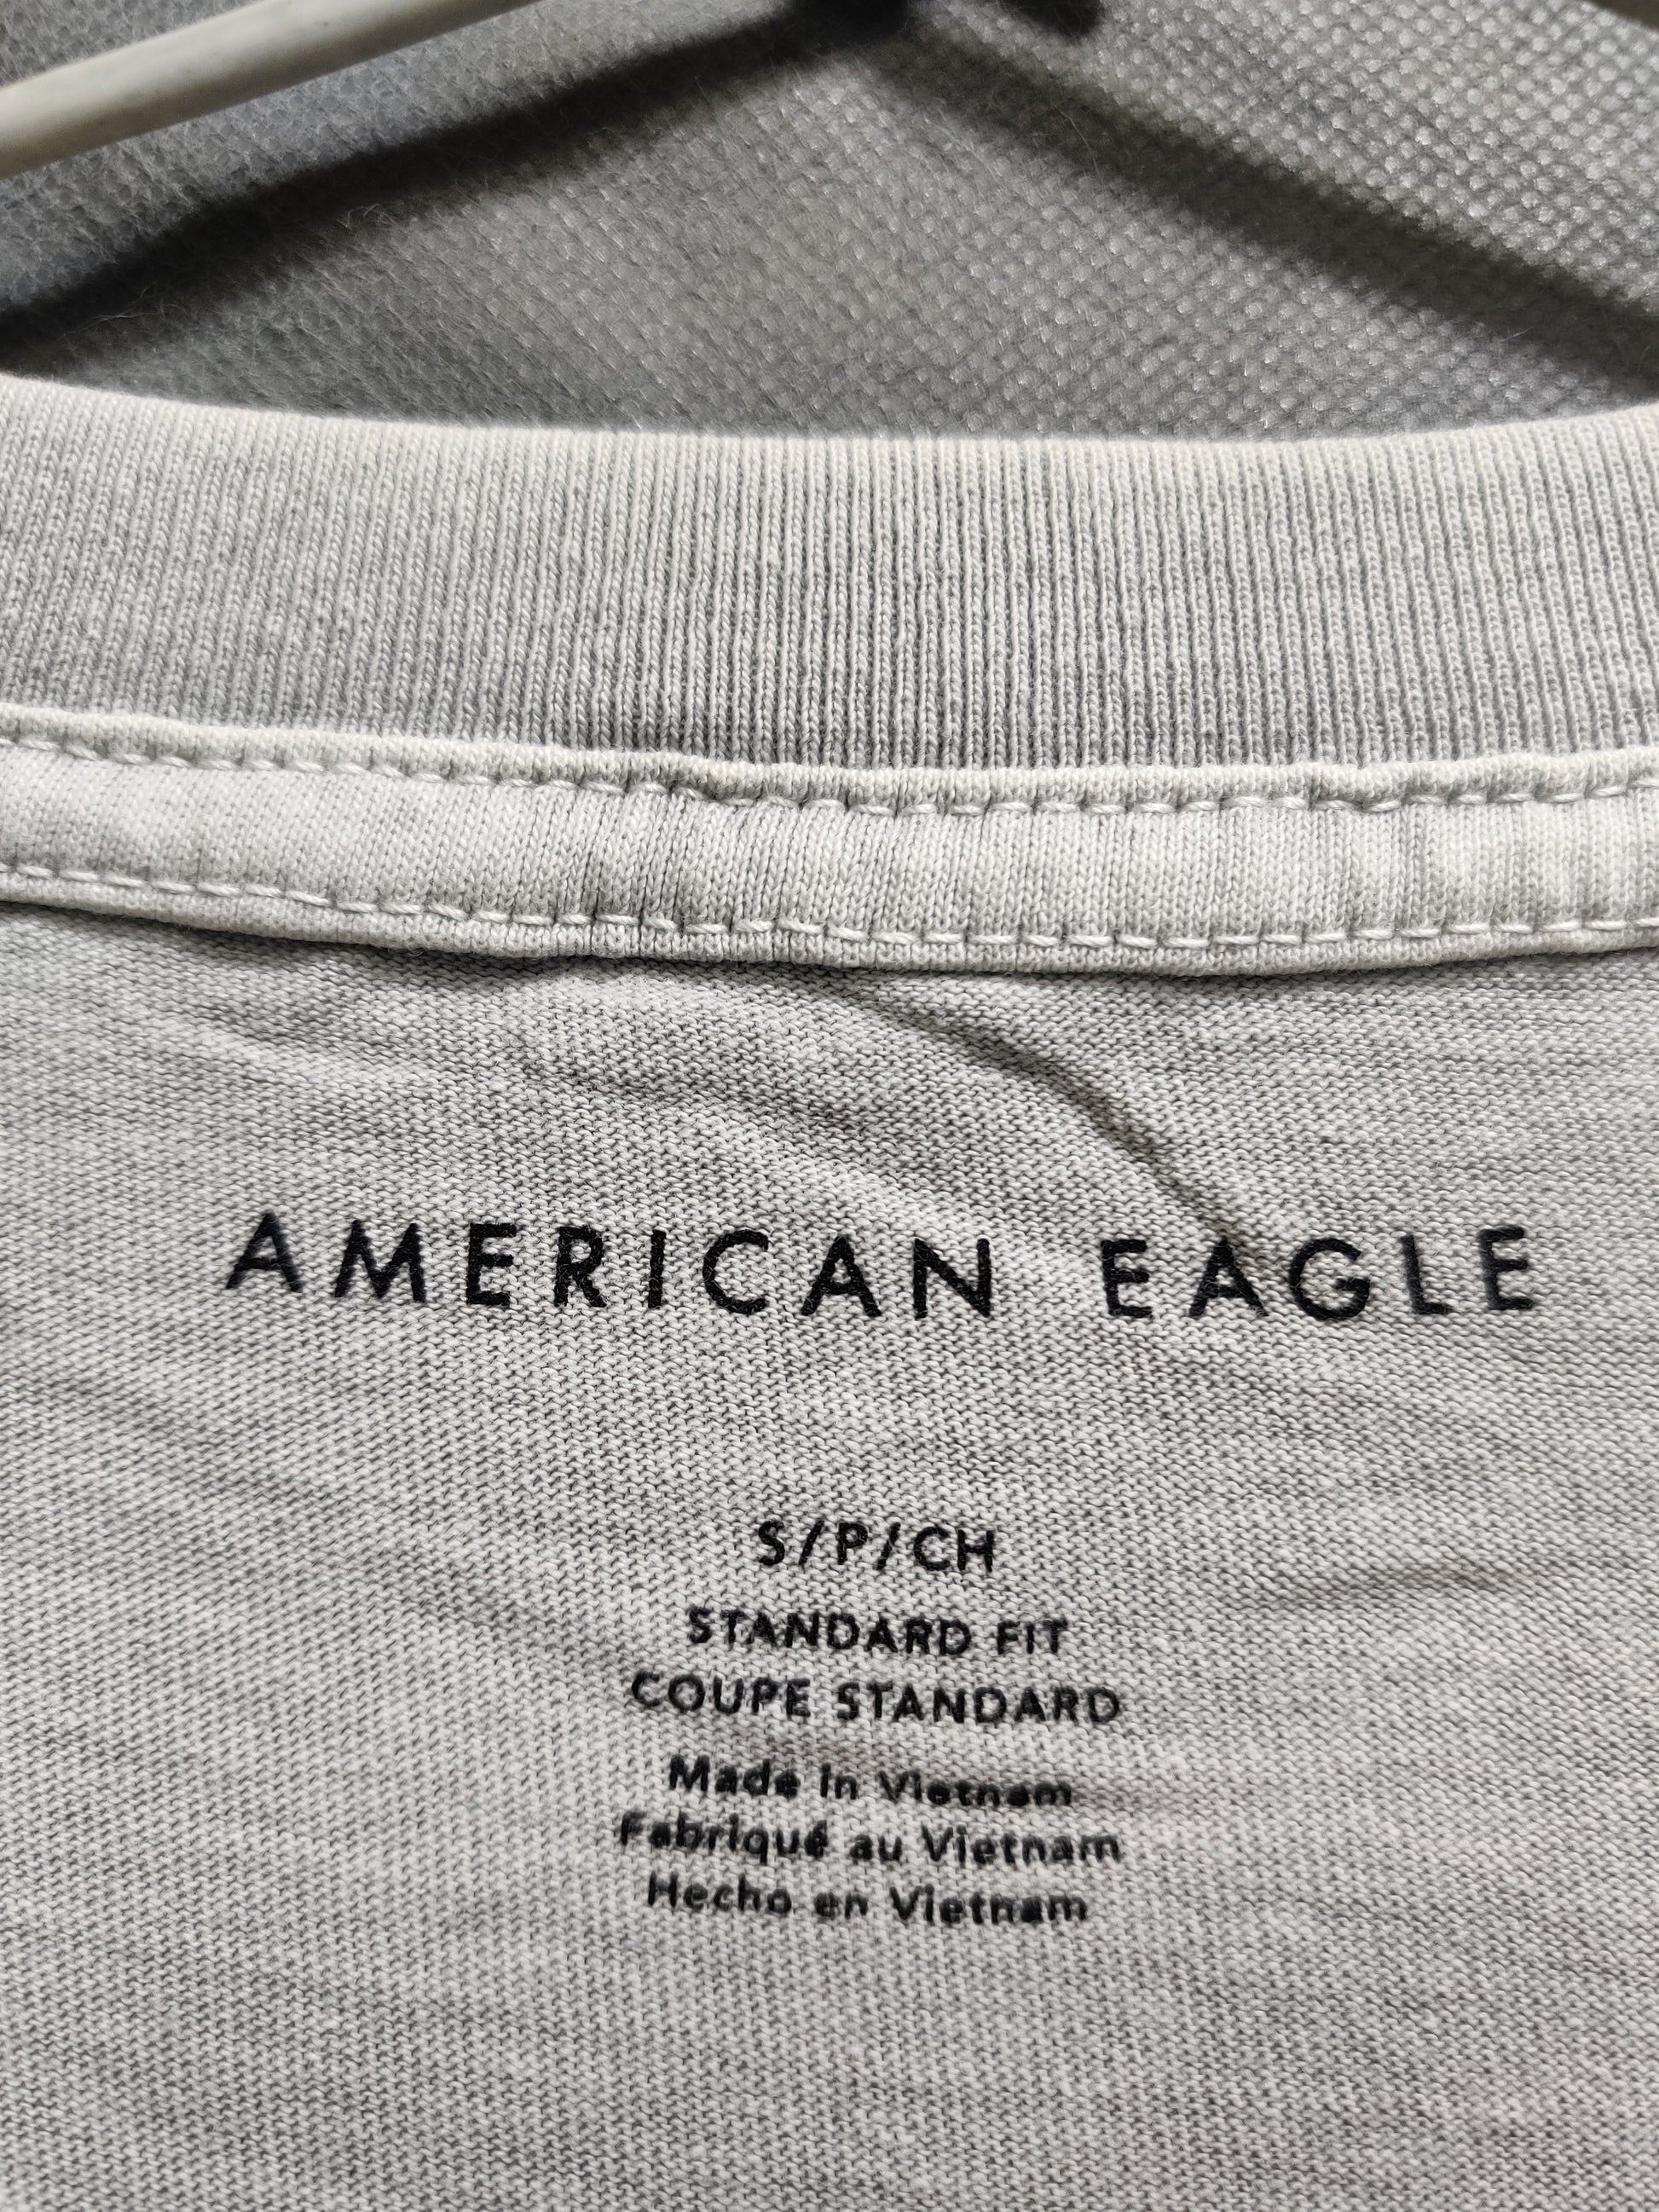 AMERICAN EAGLE
S/P/CH
STANDARD FIT
COUPE STANDARD
Made in Vietnam
Fabriqué au Vietnam
Hecho en Vietnam